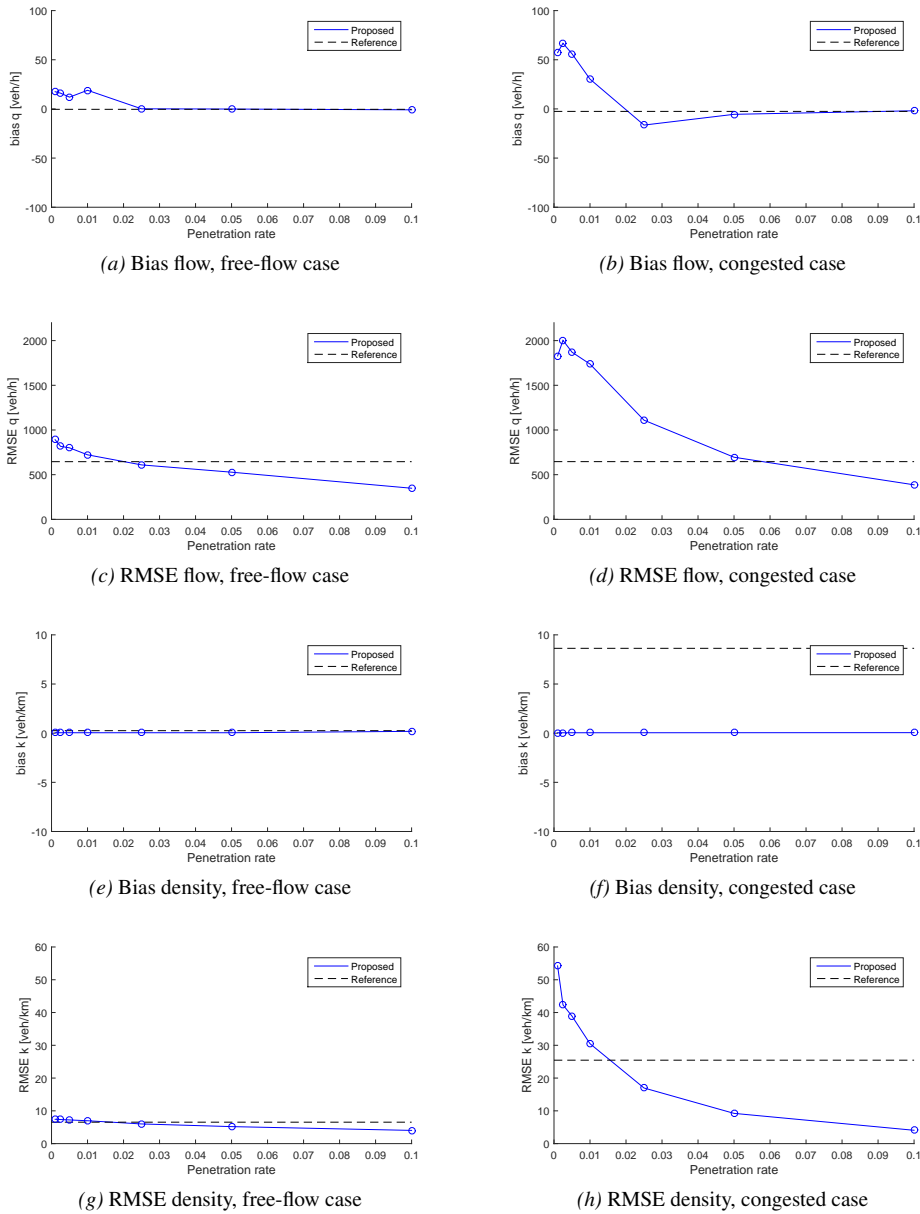 100
50
0
-50
-100
bias q [veh/h]
0 0.01 0.02 0.03 0.04 0.05 0.06 0.07 0.08 0.09 0.1
Penetration rate
Proposed
Reference
(a) Bias flow, free-flow case
100
50
0
-50
-100
bias q [veh/h]
0 0.01 0.02 0.03 0.04 0.05 0.06 0.07 0.08 0.09 0.1
Penetration rate
Proposed
Reference
(b) Bias flow, congested case
2000
1500
1000
500
0
RMSE q [veh/h]
0 0.01 0.02 0.03 0.04 0.05 0.06 0.07 0.08 0.09 0.1
Penetration rate
Proposed
Reference
(c) RMSE flow, free-flow case
2000
1500
1000
500
0
RMSE q [veh/h]
0 0.01 0.02 0.03 0.04 0.05 0.06 0.07 0.08 0.09 0.1
Penetration rate
Proposed
Reference
(d) RMSE flow, congested case
10
5
0
-5
-10
bias k [veh/km]
0 0.01 0.02 0.03 0.04 0.05 0.06 0.07 0.08 0.09 0.1
Penetration rate
Proposed
Reference
(e) Bias density, free-flow case
10
5
0
-5
-10
bias k [veh/km]
0 0.01 0.02 0.03 0.04 0.05 0.06 0.07 0.08 0.09 0.1
Penetration rate
Proposed
Reference
(f) Bias density, congested case
60
50
40
30
20
10
0
RMSE k [veh/km]
0 0.01 0.02 0.03 0.04 0.05 0.06 0.07 0.08 0.09 0.1
Penetration rate
Proposed
Reference
(g) RMSE density, free-flow case
60
50
40
30
20
10
0
RMSE k [veh/km]
0 0.01 0.02 0.03 0.04 0.05 0.06 0.07 0.08 0.09 0.1
Penetration rate
Proposed
Reference
(h) RMSE density, congested case